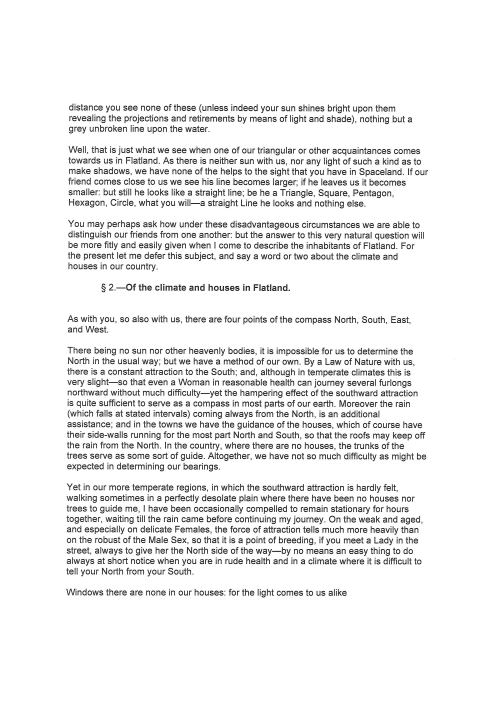 distance you see none of these (unless indeed your sun shines bright upon them
revealing the projections and retirements by means of light and shade), nothing but a
grey unbroken line upon the water.
Well, that is just what we see when one of our triangular or other acquaintances comes
towards us in Flatland. As there is neither sun with us, nor any light of such a kind as to
make shadows, we have none of the helps to the sight that you have in Spaceland. If our
friend comes close to us we see his line becomes larger; if he leaves us it becomes
smaller: but still he looks like a straight line; be he a Triangle, Square, Pentagon,
Hexagon, Circle, what you will—a straight Line he looks and nothing else.
You may perhaps ask how under these disadvantageous circumstances we are able to
distinguish our friends from one another: but the answer to this very natural question will
be more fitly and easily given when I come to describe the inhabitants of Flatland. For
the present let me defer this subject, and say a word or two about the climate and
houses in our country.
§ 2.—Of the climate and houses in Flatland.
As with you, so also with us, there are four points of the compass North, South, East,
and West.
There being no sun nor other heavenly bodies, it is impossible for us to determine the
North in the usual way; but we have a method of our own. By a Law of Nature with us,
there is a constant attraction to the South; and, although in temperate climates this is
very slight—so that even a Woman in reasonable health can journey several furlongs
northward without much difficulty—yet the hampering effect of the southward attraction
is quite sufficient to serve as a compass in most parts of our earth. Moreover the rain
(which falls at stated intervals) coming always from the North, is an additional
assistance; and in the towns we have the guidance of the houses, which of course have
their side-walls running for the most part North and South, so that the roofs may keep off
the rain from the North. In the country, where there are no houses, the trunks of the
trees serve as some sort of guide. Altogether, we have not so much difficulty as might be
expected in determining our bearings.
Yet in our more temperate regions, in which the southward attraction is hardly felt,
walking sometimes in a perfectly desolate plain where there have been no houses nor
trees to guide me, I have been occasionally compelled to remain stationary for hours
together, waiting till the rain came before continuing my journey. On the weak and aged,
and especially on delicate Females, the force of attraction tells much more heavily than
on the robust of the Male Sex, so that it is a point of breeding, if you meet a Lady in the
street, always to give her the North side of the way—by no means an easy thing to do
always at short notice when you are in rude health and in a climate where it is difficult to
tell your North from your South.
Windows there are none in our houses: for the light comes to us alike